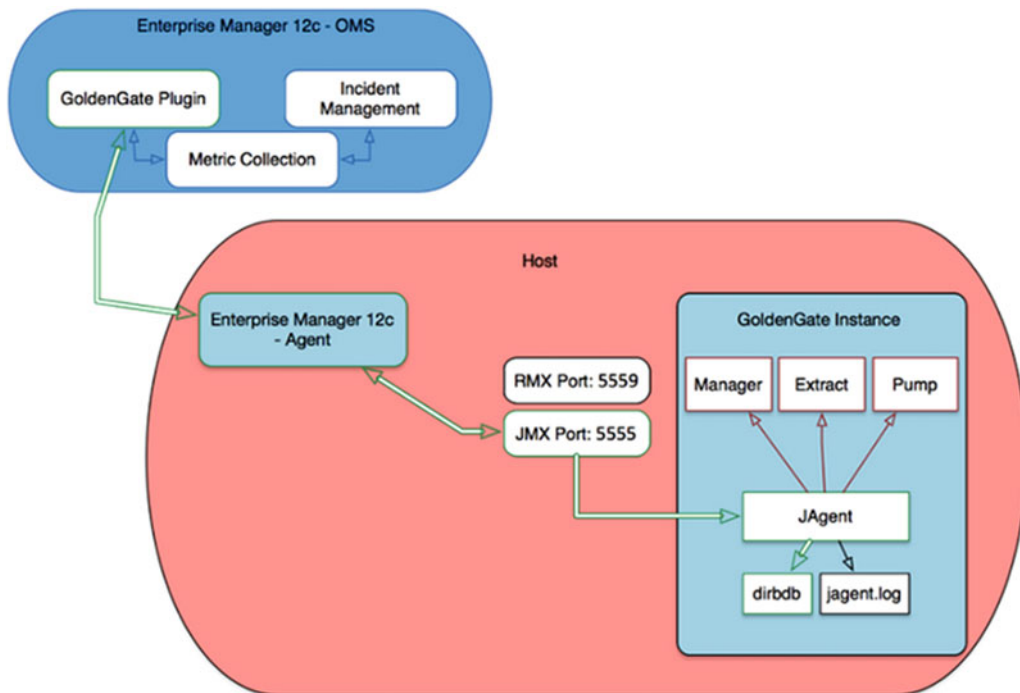 Enterprise Manager 12c - OMS
GoldenGate Plugin
Incident
Management
Metric Collection
Host
Enterprise Manager 12c
- Agent
GoldenGate Instance
RMX Port: 5559
JMX Port: 5555
Manager
Extract
Pump
JAgent
dirbdb
jagent.log